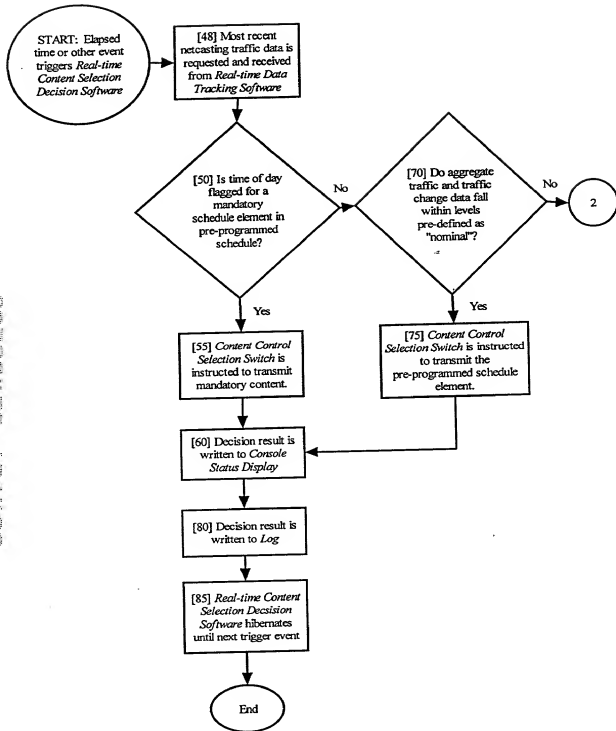 START: Elapsed
time or other event
triggers Real-time
Content Selection
Decision Software
[48] Most recent
netcasting traffic data is
requested and received
from Real-time Data
Tracking Software
[50] Is time of day
flagged for a
mandatory
schedule element in
pre-programmed
schedule?
No
[70] Do aggregate
traffic and traffic
change data fall
within levels
pre-defined as
"nominal"?
No
2
Yes
Yes
[55] Content Control
Selection Switch is
instructed to transmit
mandatory content.
[75] Content Control
Selection Switch is instructed
to transmit the
pre-programmed schedule
element.
[60] Decision result is
written to Console
Status Display
[80] Decision result is
written to Log
[85] Real-time Content
Selection Decsision
Software hibernates
until next trigger event
End